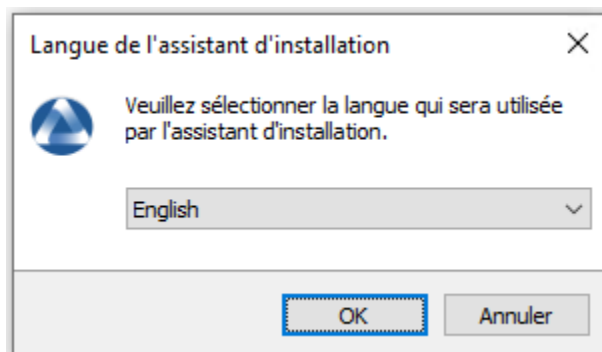 Langue de l'assistant d'installation
Veuillez sélectionner la langue qui sera utilisée
par l'assistant d'installation.
English
OK
Annuler